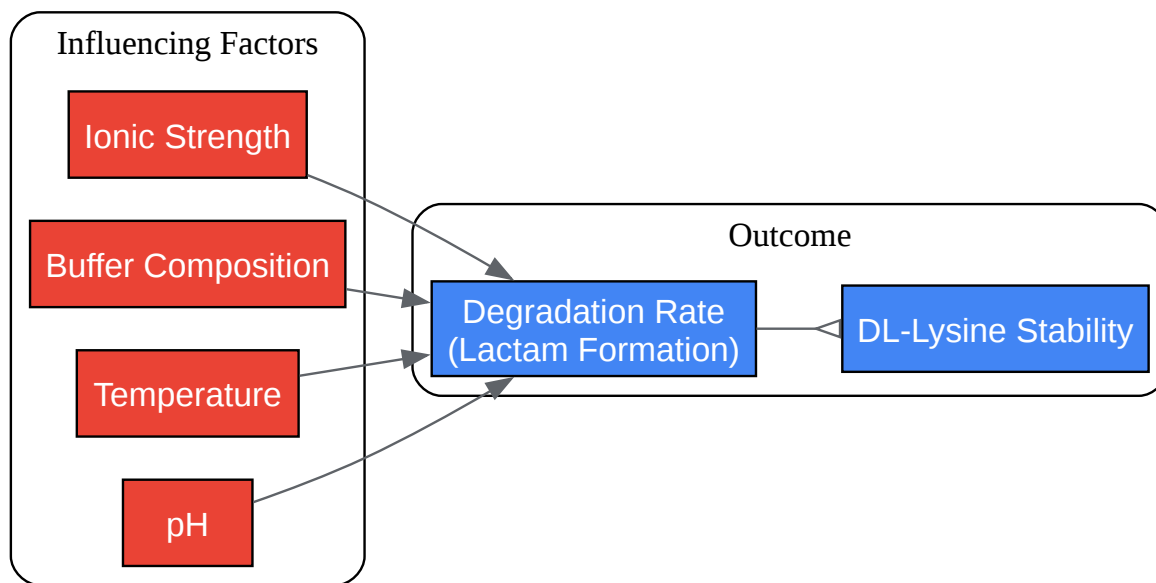 Influencing Factors
Ionic Strength
Buffer Composition
Temperature
pH
Outcome
Degradation Rate
(Lactam Formation)
DL-Lysine Stability